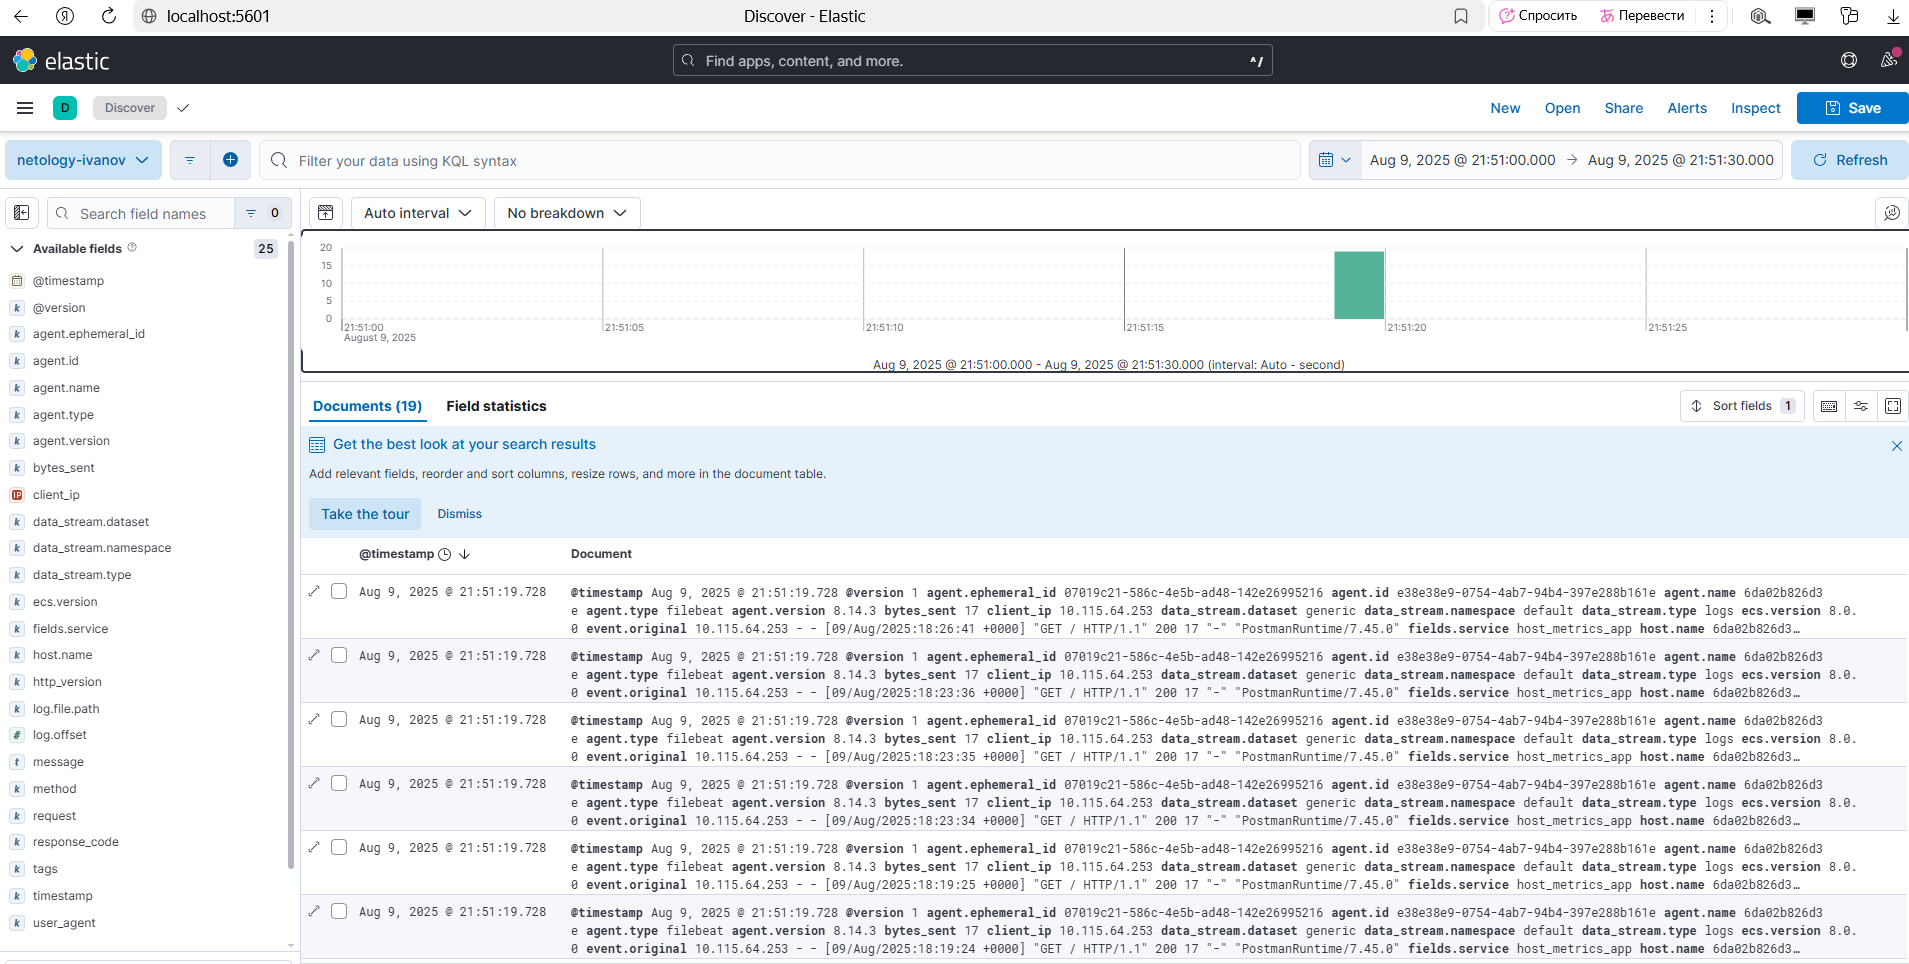 localhost:5601
Discover - Elastic
Спросить
Перевести
elastic
Find apps, content, and more.
^/
D
Discover
New
Open
Share
Alerts
Inspect
Save
netology-ivanov
Filter your data using KQL syntax
Aug 9, 2025 @ 21:51:00.000 → Aug 9, 2025 @ 21:51:30.000
Refresh
Search field names
0
Auto interval
No breakdown
Available fields
25
@timestamp
@version
agent.ephemeral_id
agent.id
agent.name
agent.type
agent.version
bytes_sent
client_ip
data_stream.dataset
data_stream.namespace
data_stream.type
ecs.version
fields.service
host.name
http_version
log.file.path
log.offset
message
method
request
response_code
tags
timestamp
user_agent
20
15
10
5
0
21:51:00
August 9, 2025
21:51:05
21:51:10
21:51:15
21:51:20
21:51:25
Aug 9, 2025 @ 21:51:00.000 - Aug 9, 2025 @ 21:51:30.000 (interval: Auto - second)
Documents (19)
Field statistics
Sort fields 1
Get the best look at your search results
Add relevant fields, reorder and sort columns, resize rows, and more in the document table.
Take the tour
Dismiss
@timestamp
Document
Aug 9, 2025 @ 21:51:19.728
@timestamp Aug 9, 2025 @ 21:51:19.728 @version 1 agent.ephemeral_id 07019c21-586c-4e5b-ad48-142e26995216 agent.id e38e38e9-0754-4ab7-94b4-397e288b161e agent.name 6da02b826d3
e agent.type filebeat agent.version 8.14.3 bytes_sent 17 client_ip 10.115.64.253 data_stream.dataset generic data_stream.namespace default data_stream.type logs ecs.version 8.0.
0 event.original 10.115.64.253 - - [09/Aug/2025:18:26:41 +0000] "GET / HTTP/1.1" 200 17 "-" "PostmanRuntime/7.45.0" fields.service host_metrics_app host.name 6da02b826d3…
Aug 9, 2025 @ 21:51:19.728
@timestamp Aug 9, 2025 @ 21:51:19.728 @version 1 agent.ephemeral_id 07019c21-586c-4e5b-ad48-142e26995216 agent.id e38e38e9-0754-4ab7-94b4-397e288b161e agent.name 6da02b826d3
e agent.type filebeat agent.version 8.14.3 bytes_sent 17 client_ip 10.115.64.253 data_stream.dataset generic data_stream.namespace default data_stream.type logs ecs.version 8.0.
0 event.original 10.115.64.253 - - [09/Aug/2025:18:23:36 +0000] "GET / HTTP/1.1" 200 17 "-" "PostmanRuntime/7.45.0" fields.service host_metrics_app host.name 6da02b826d3…
Aug 9, 2025 @ 21:51:19.728
@timestamp Aug 9, 2025 @ 21:51:19.728 @version 1 agent.ephemeral_id 07019c21-586c-4e5b-ad48-142e26995216 agent.id e38e38e9-0754-4ab7-94b4-397e288b161e agent.name 6da02b826d3
e agent.type filebeat agent.version 8.14.3 bytes_sent 17 client_ip 10.115.64.253 data_stream.dataset generic data_stream.namespace default data_stream.type logs ecs.version 8.0.
0 event.original 10.115.64.253 - - [09/Aug/2025:18:23:35 +0000] "GET / HTTP/1.1" 200 17 "-" "PostmanRuntime/7.45.0" fields.service host_metrics_app host.name 6da02b826d3…
Aug 9, 2025 @ 21:51:19.728
@timestamp Aug 9, 2025 @ 21:51:19.728 @version 1 agent.ephemeral_id 07019c21-586c-4e5b-ad48-142e26995216 agent.id e38e38e9-0754-4ab7-94b4-397e288b161e agent.name 6da02b826d3
e agent.type filebeat agent.version 8.14.3 bytes_sent 17 client_ip 10.115.64.253 data_stream.dataset generic data_stream.namespace default data_stream.type logs ecs.version 8.0.
0 event.original 10.115.64.253 - - [09/Aug/2025:18:23:34 +0000] "GET / HTTP/1.1" 200 17 "-" "PostmanRuntime/7.45.0" fields.service host_metrics_app host.name 6da02b826d3…
Aug 9, 2025 @ 21:51:19.728
@timestamp Aug 9, 2025 @ 21:51:19.728 @version 1 agent.ephemeral_id 07019c21-586c-4e5b-ad48-142e26995216 agent.id e38e38e9-0754-4ab7-94b4-397e288b161e agent.name 6da02b826d3
e agent.type filebeat agent.version 8.14.3 bytes_sent 17 client_ip 10.115.64.253 data_stream.dataset generic data_stream.namespace default data_stream.type logs ecs.version 8.0.
0 event.original 10.115.64.253 - - [09/Aug/2025:18:19:25 +0000] "GET / HTTP/1.1" 200 17 "-" "PostmanRuntime/7.45.0" fields.service host_metrics_app host.name 6da02b826d3…
Aug 9, 2025 @ 21:51:19.728
@timestamp Aug 9, 2025 @ 21:51:19.728 @version 1 agent.ephemeral_id 07019c21-586c-4e5b-ad48-142e26995216 agent.id e38e38e9-0754-4ab7-94b4-397e288b161e agent.name 6da02b826d3
e agent.type filebeat agent.version 8.14.3 bytes_sent 17 client_ip 10.115.64.253 data_stream.dataset generic data_stream.namespace default data_stream.type logs ecs.version 8.0.
0 event.original 10.115.64.253 - - [09/Aug/2025:18:19:24 +0000] "GET / HTTP/1.1" 200 17 "-" "PostmanRuntime/7.45.0" fields.service host_metrics_app host.name 6da02b826d3…